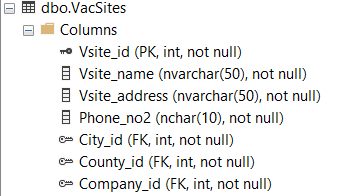 dbo.VacSites
Columns
Vsite_id (PK, int, not null)
Vsite_name (nvarchar(50), not null)
Vsite_address (nvarchar(50), not null)
Phone_no2 (nchar(10), not null)
City_id (FK, int, not null)
County_id (FK, int, not null)
Company_id (FK, int, not null)